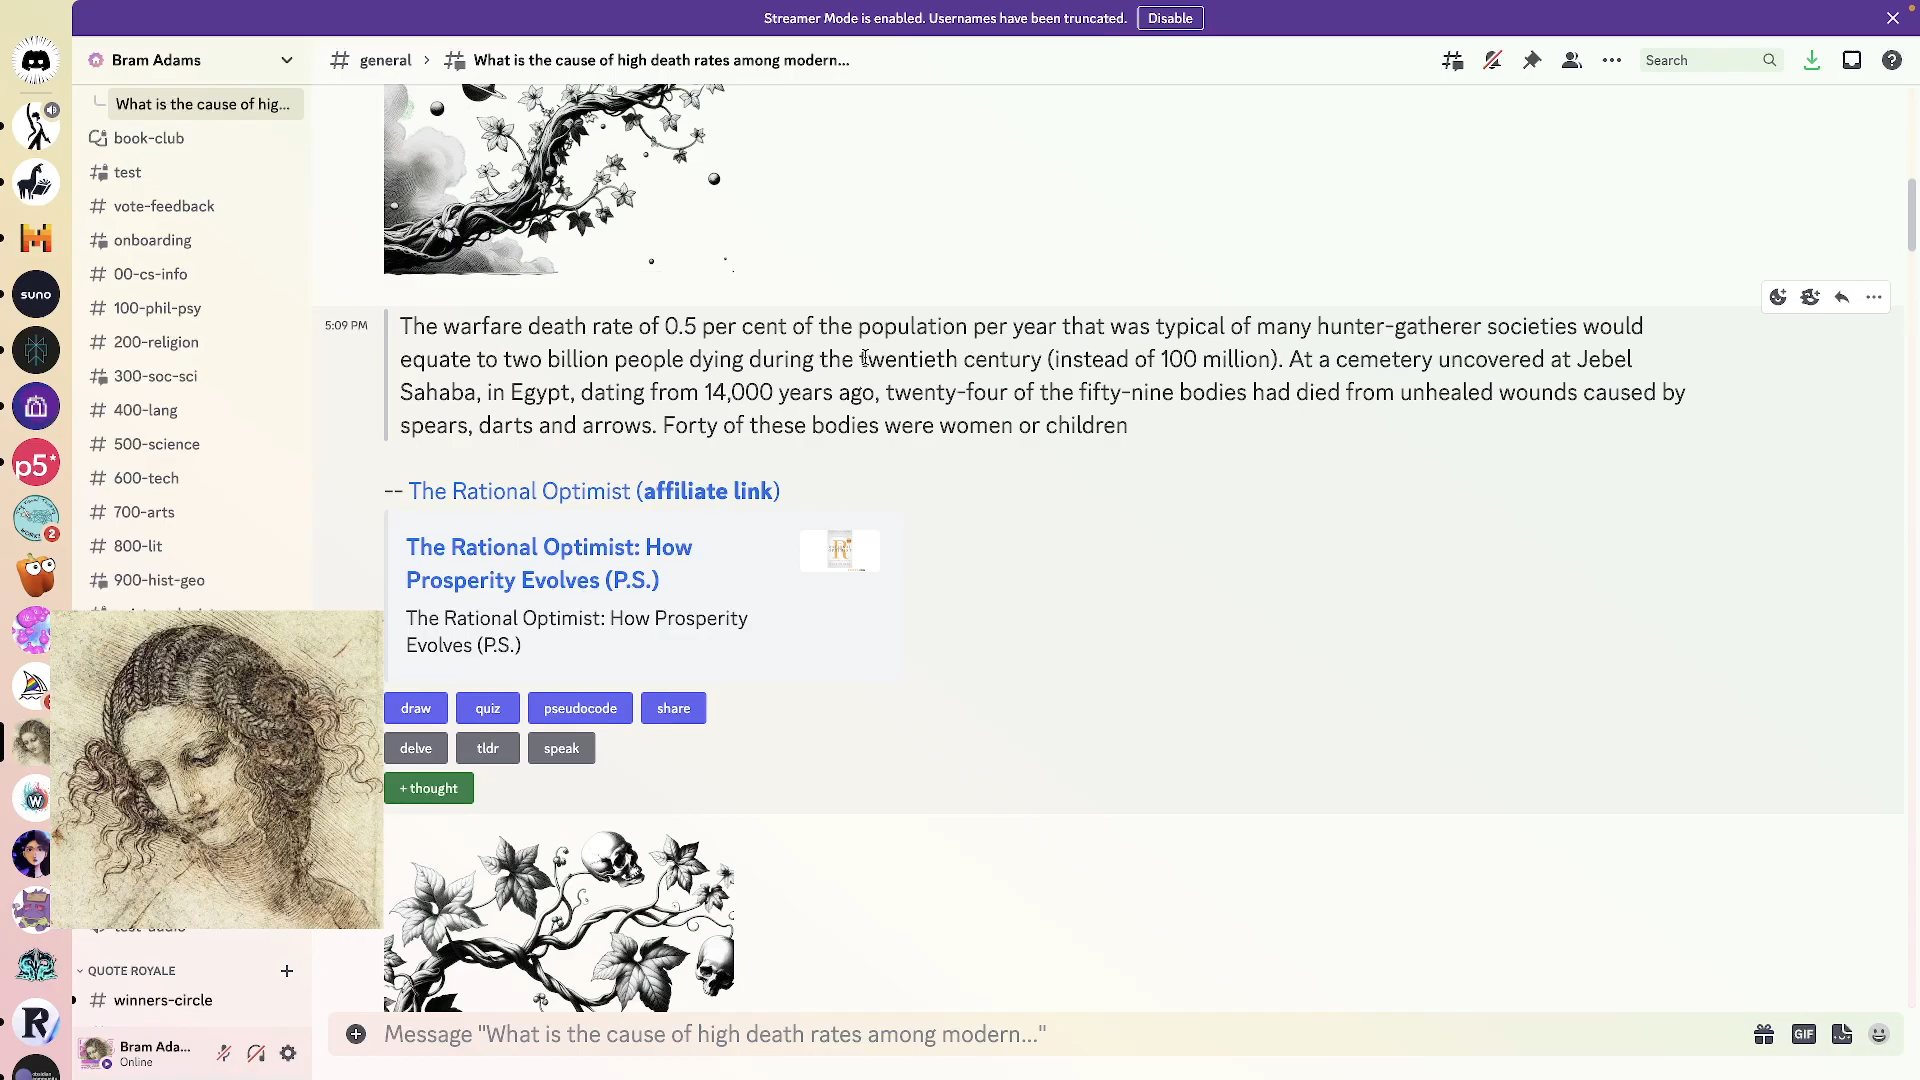 Streamer Mode is enabled. Usernames have been truncated.
Disable
Bram Adams
general
What is the cause of high death rates among modern...
Search
What is the cause of hig...
book-club
test
vote-feedback
onboarding
00-cs-info
100-phil-psy
200-religion
300-soc-sci
400-lang
500-science
600-tech
700-arts
800-lit
900-hist-geo
QUOTE ROYALE
winners-circle
Bram Ada...
Online
suno
p5*
2
W
R
5:09 PM
The warfare death rate of 0.5 per cent of the population per year that was typical of many hunter-gatherer societies would
equate to two billion people dying during the twentieth century (instead of 100 million). At a cemetery uncovered at Jebel
Sahaba, in Egypt, dating from 14,000 years ago, twenty-four of the fifty-nine bodies had died from unhealed wounds caused by
spears, darts and arrows. Forty of these bodies were women or children
-- The Rational Optimist (affiliate link)
The Rational Optimist: How
Prosperity Evolves (P.S.)
The Rational Optimist: How Prosperity
Evolves (P.S.)
draw
quiz
pseudocode
share
delve
tldr
speak
+ thought
Message "What is the cause of high death rates among modern..."
GIF